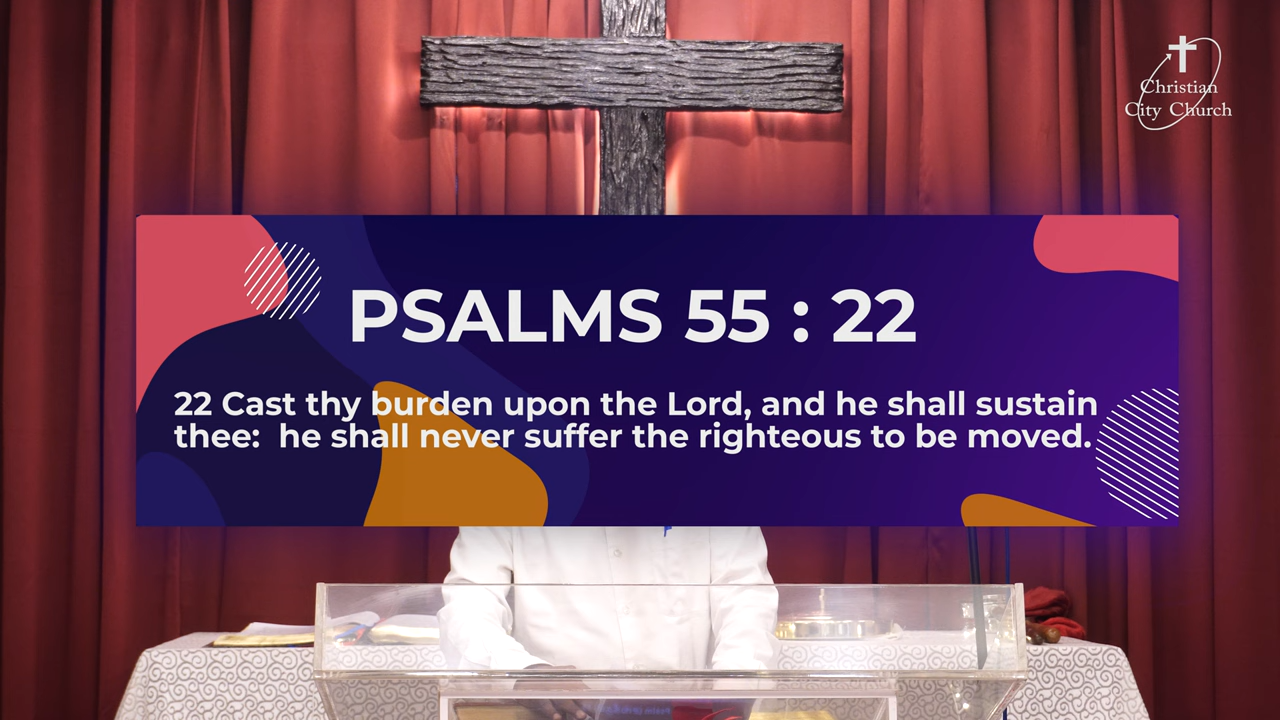 Christian
City Church
PSALMS 55 : 22
22 Cast thy burden upon the Lord, and he shall sustain
thee:  he shall never suffer the righteous to be moved.